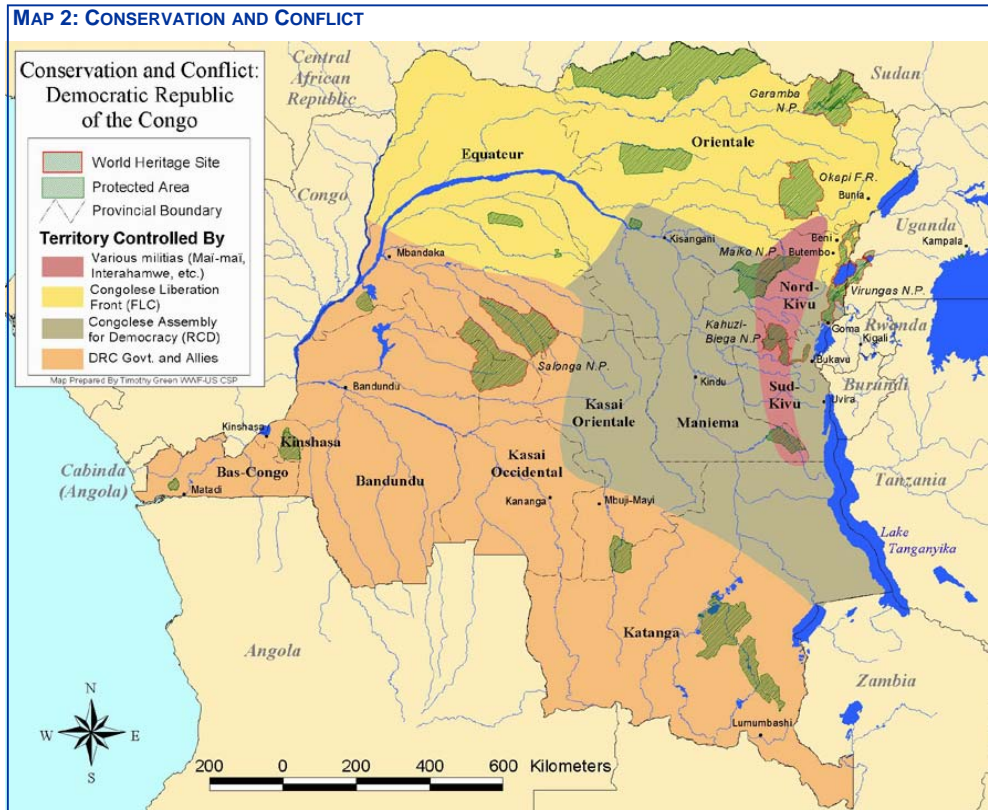 MAP 2: CONSERVATION AND CONFLICT
Conservation and Conflict:
Democratic Republic
of the Congo
World Heritage Site
Protected Area
Provincial Boundary
Territory Controlled By
Various militias (Maï-maï,
Interahamwe, etc.)
Congolese Liberation
Front (FLC)
Congolese Assembly
for Democracy (RCD)
DRC Govt. and Allies
Map Prepared By Timothy Green WWF-US CSP
Central
African
Republic
Sudan
Garamba
N.P.
Orientale
Equateur
Congo
Okapi F.R.
Bunia
Uganda
Kampala
Kisangani
Beni
Butembo
Maiko N.P.
Mbandaka
Nord-
Kivu
Virungas N.P.
Goma
Rwanda
Kigali
Kahuzi-
Biega N.P.
Bukavu
Salonga N.P.
Bandundu
Kindu
Sud-
Kivu
Burundi
Uvira
Kasai
Orientale
Maniema
Kinshasa
Kinshasa
Cabinda
(Angola)
Bas-Congo
Matadi
Bandundu
Kasai
Occidental
Kananga
Mbuji-Mayi
Tanzania
Lake
Tanganyika
Katanga
Angola
Zambia
Lumumbashi
N
W
E
S
200 0 200 400 600 Kilometers